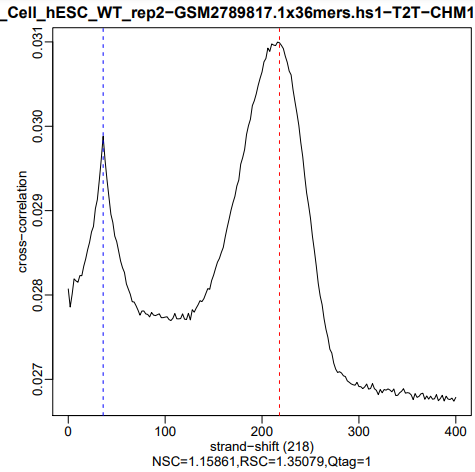 _Cell_hESC_WT_rep2−GSM2789817.1x36mers.hs1−T2T−CHM1
0.031
0.030
0.029
0.028
0.027
cross−correlation
0 100 200 300 400
strand−shift (218)
NSC=1.15861,RSC=1.35079,Qtag=1